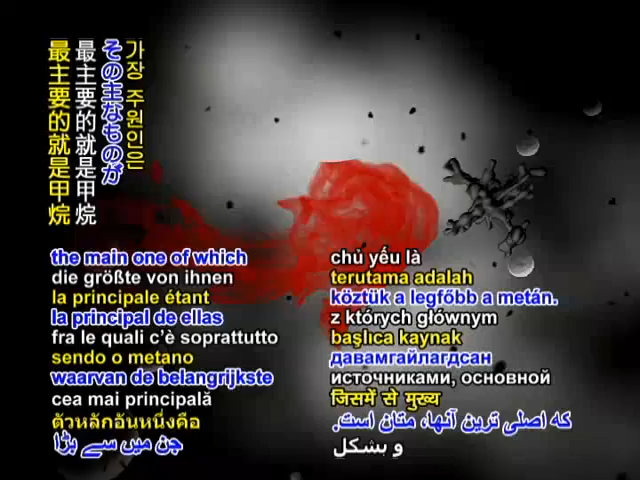 가장 주원인은
その主なものが
最主要的就是甲烷
最主要的就是甲烷
the main one of which
die größte von ihnen
la principale étant
la principal de ellas
fra le quali c'è soprattutto
sendo o metano
waarvan de belangrijkste
cea mai principală
ตัวหลักอันหนึ่งคือ
جن میں سے بڑا
chủ yếu là
terutama adalah
köztük a legfőbb a metán.
z których głównym
başlıca kaynak
давамгайлагдсан
источниками, основной
जिसमें से मुख्य
که اصلی ترین آنها، متان است.
و بشكل